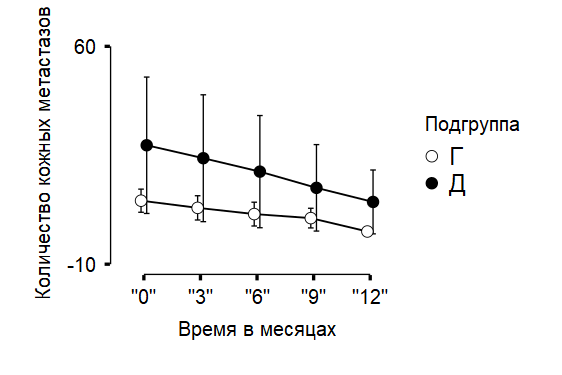 Количество кожных метастазов
60
-10
"0" "3" "6" "9" "12"
Время в месяцах
Подгруппа
Г
Д